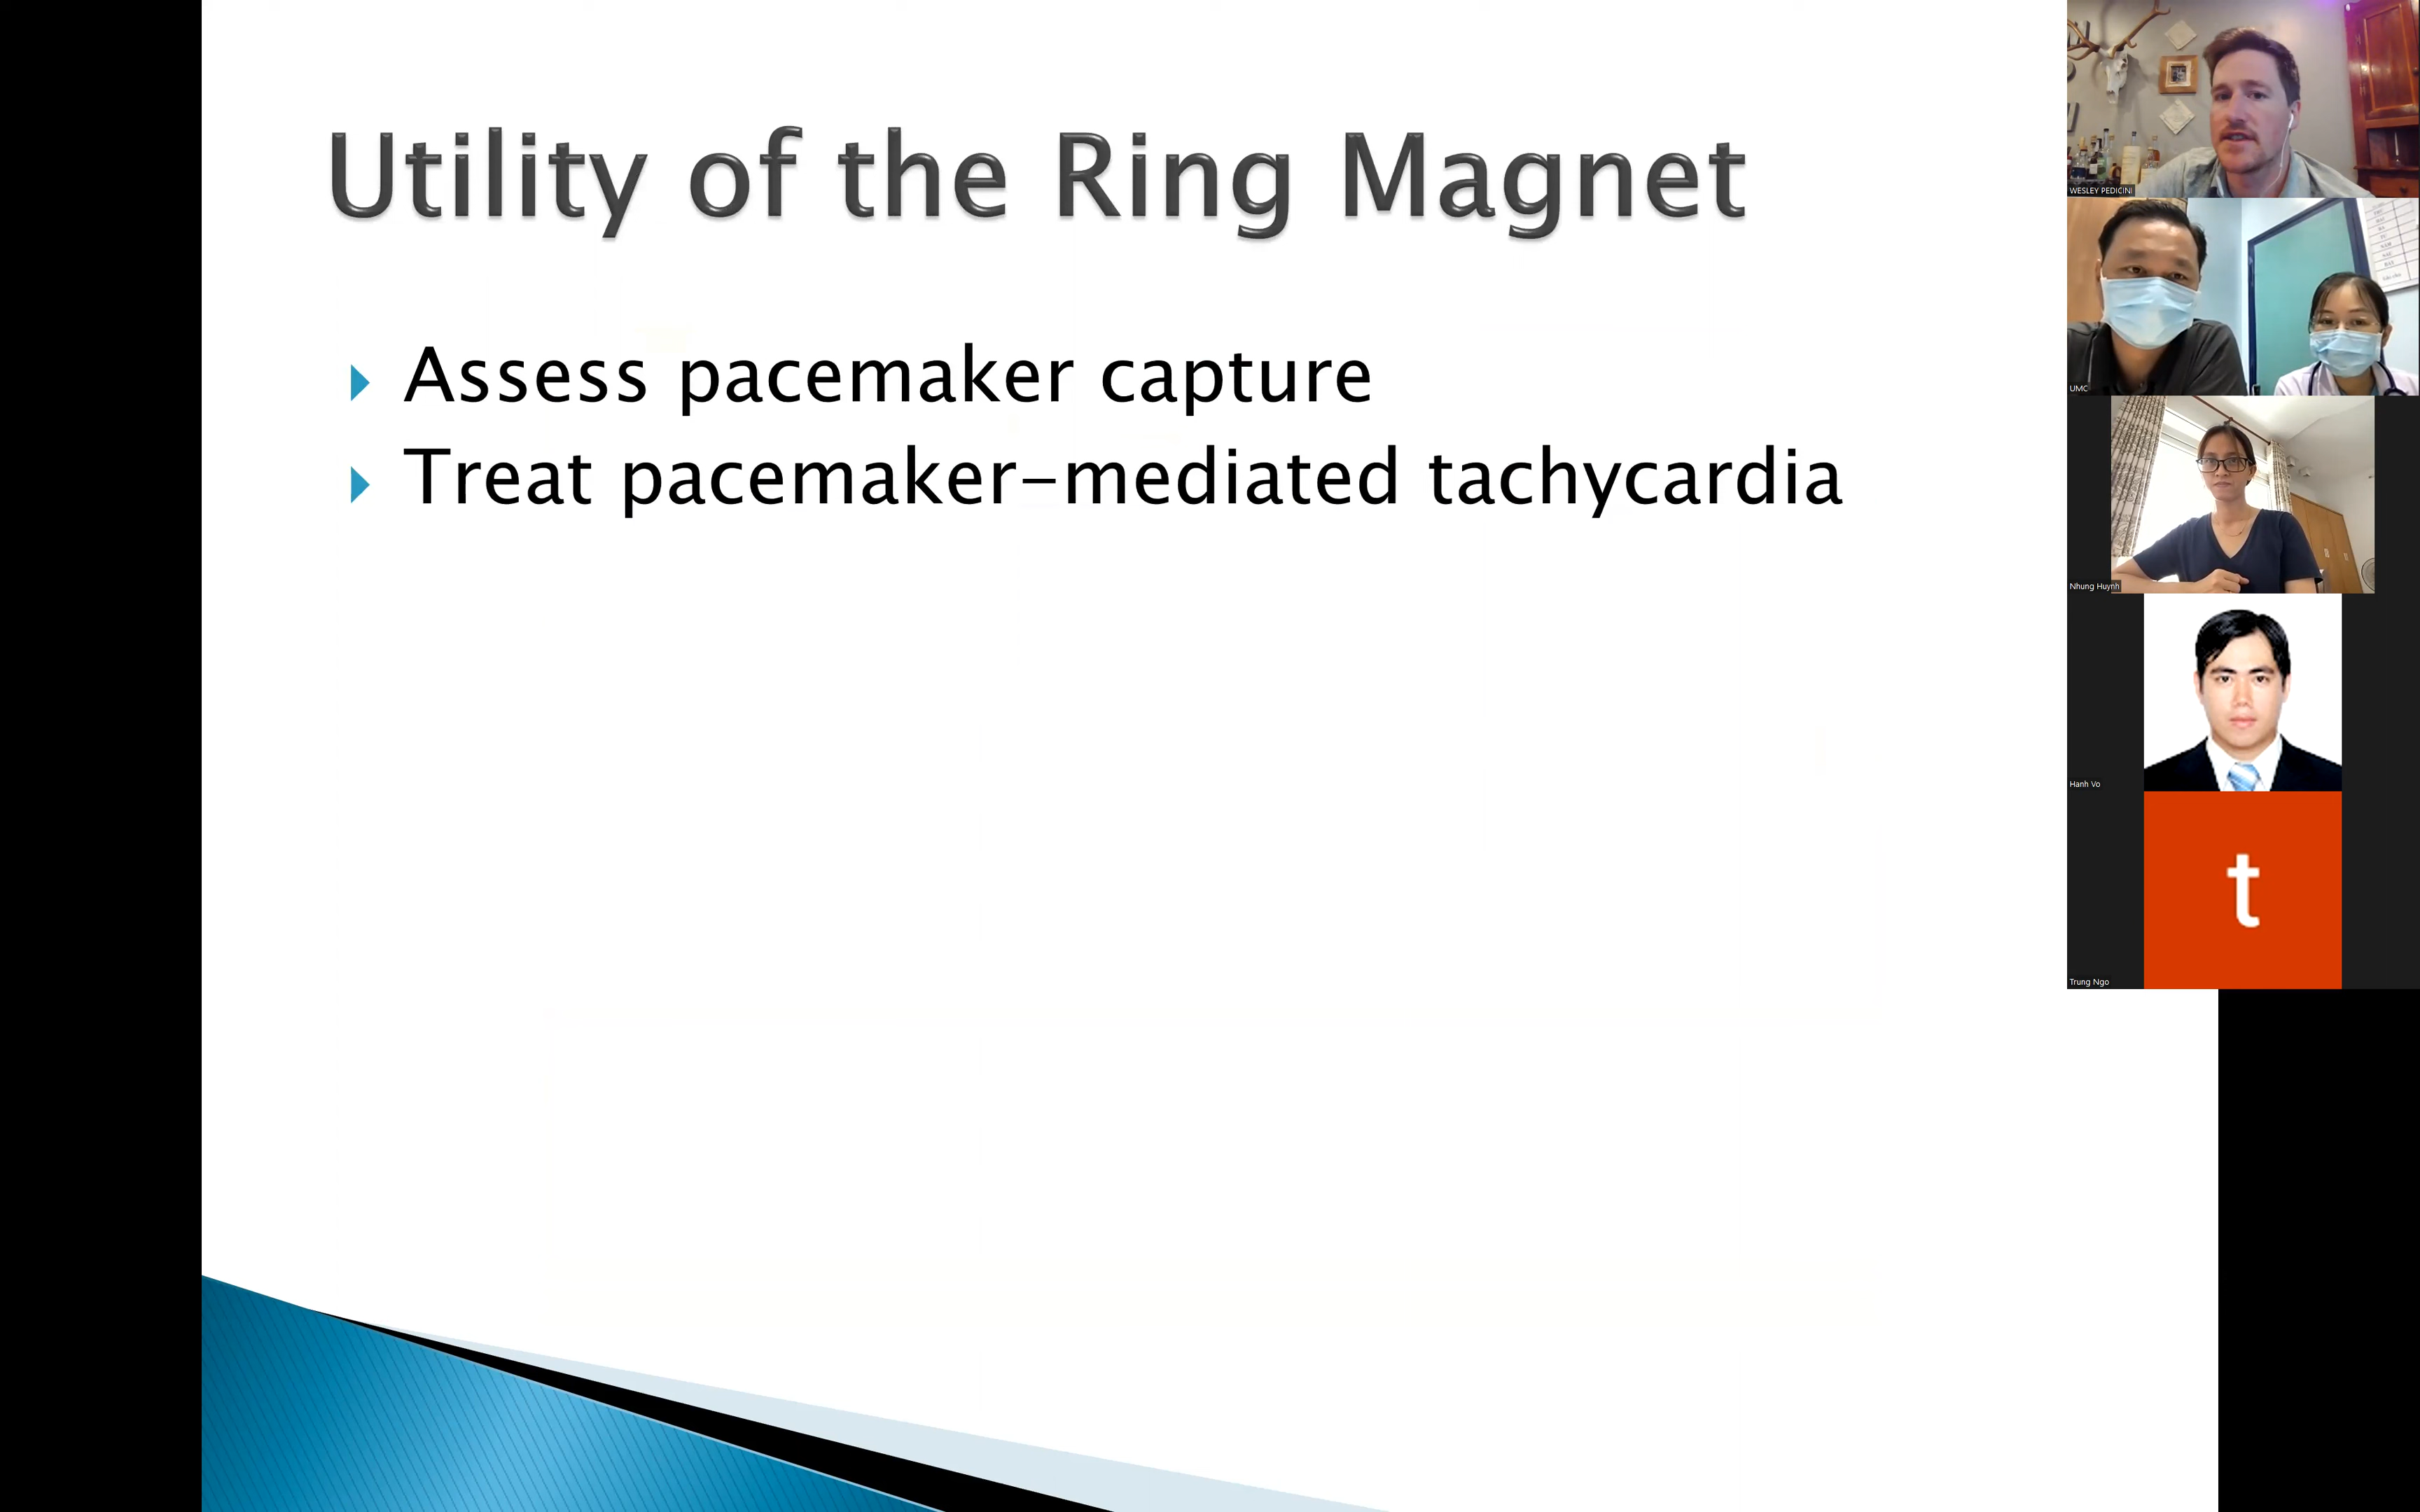 Utility of the Ring Magnet
Assess pacemaker capture
Treat pacemaker-mediated tachycardia
WESLEY PEDICINI
UMC
Nhung Huynh
Hanh Vo
t
Trung Ngo